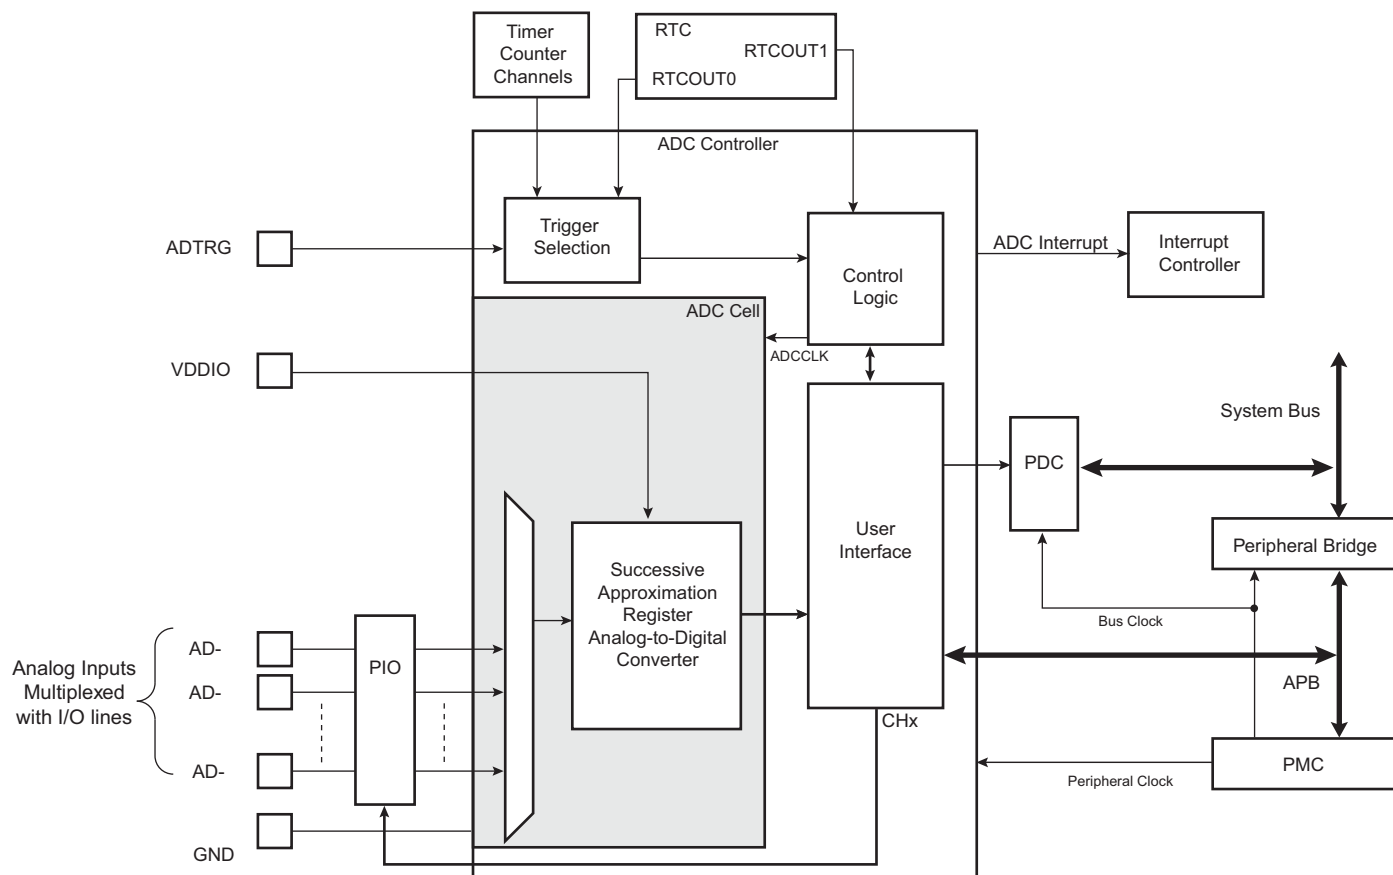 Timer
Counter
Channels
RTC
RTCOUT1
RTCOUT0
ADC Controller
ADTRG
Trigger
Selection
Control
Logic
ADC Interrupt
Interrupt
Controller
ADC Cell
ADCCLK
VDDIO
System Bus
PDC
User
Interface
Peripheral Bridge
Successive
Approximation
Register
Analog-to-Digital
Converter
Bus Clock
Analog Inputs
Multiplexed
with I/O lines
AD-
AD-
AD-
PIO
APB
CHx
PMC
Peripheral Clock
GND